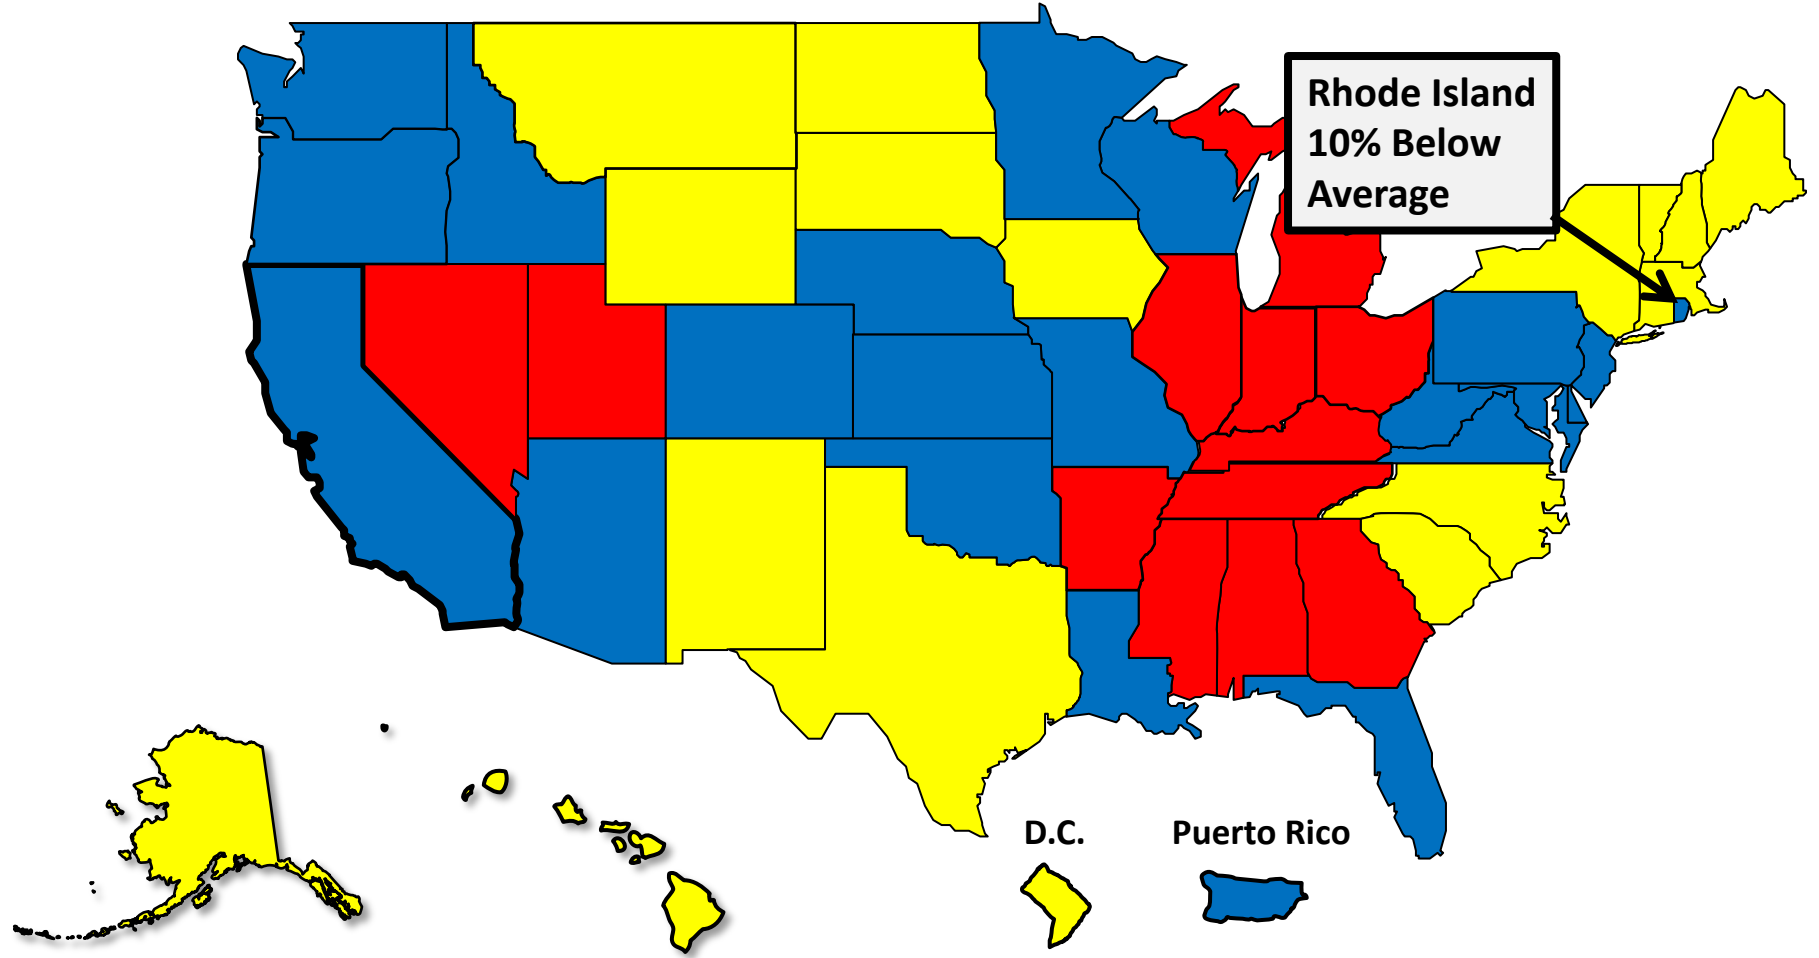 Rhode Island
10% Below
Average
D.C.
Puerto Rico